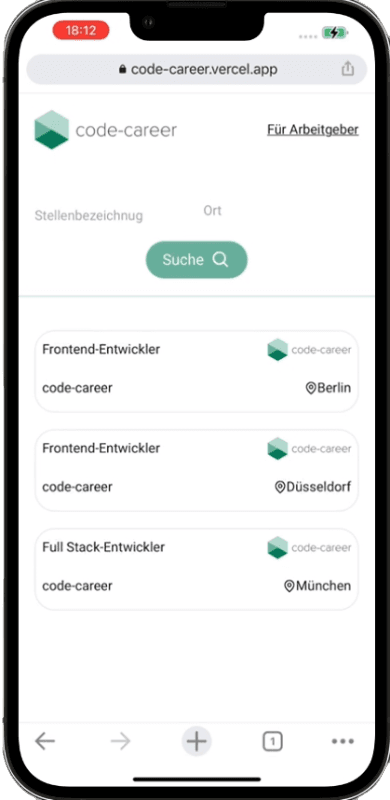 18:12
code-career.vercel.app
code-career
Für Arbeitgeber
Stellenbezeichnug
Ort
Suche
Frontend-Entwickler
code-career
code-career
Berlin
Frontend-Entwickler
code-career
code-career
Düsseldorf
Full Stack-Entwickler
code-career
code-career
München
1